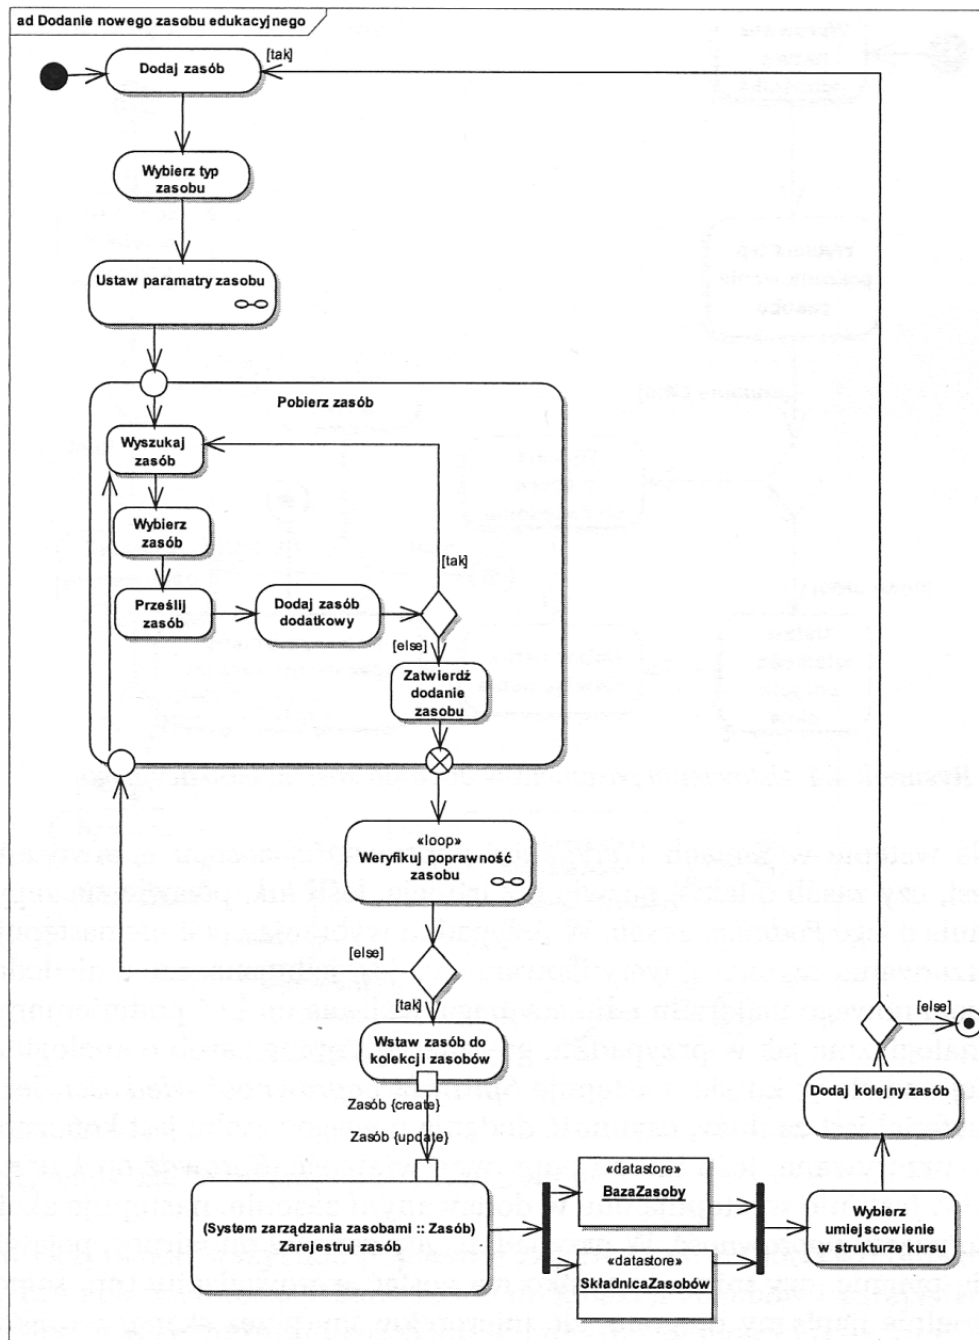 ad Dodanie nowego zasobu edukacyjnego
[tak]
Dodaj zasób
Wybierz typ
zasobu
Ustaw paramatry zasobu
Pobierz zasób
Wyszukaj
zasób
Wybierz
zasób
[tak]
Prześlij
zasób
Dodaj zasób
dodatkowy
[else]
Zatwierdź
dodanie
zasobu
«loop»
Weryfikuj poprawność
zasobu
[else]
[tak]
Wstaw zasób do
kolekcji zasobów
Zasób {create}
Zasób {update}
(System zarządzania zasobami :: Zasób)
Zarejestruj zasób
«datastore»
BazaZasoby
«datastore»
SkładnicaZasobów
Wybierz
umiejscowienie
w strukturze kursu
Dodaj kolejny zasób
[else]